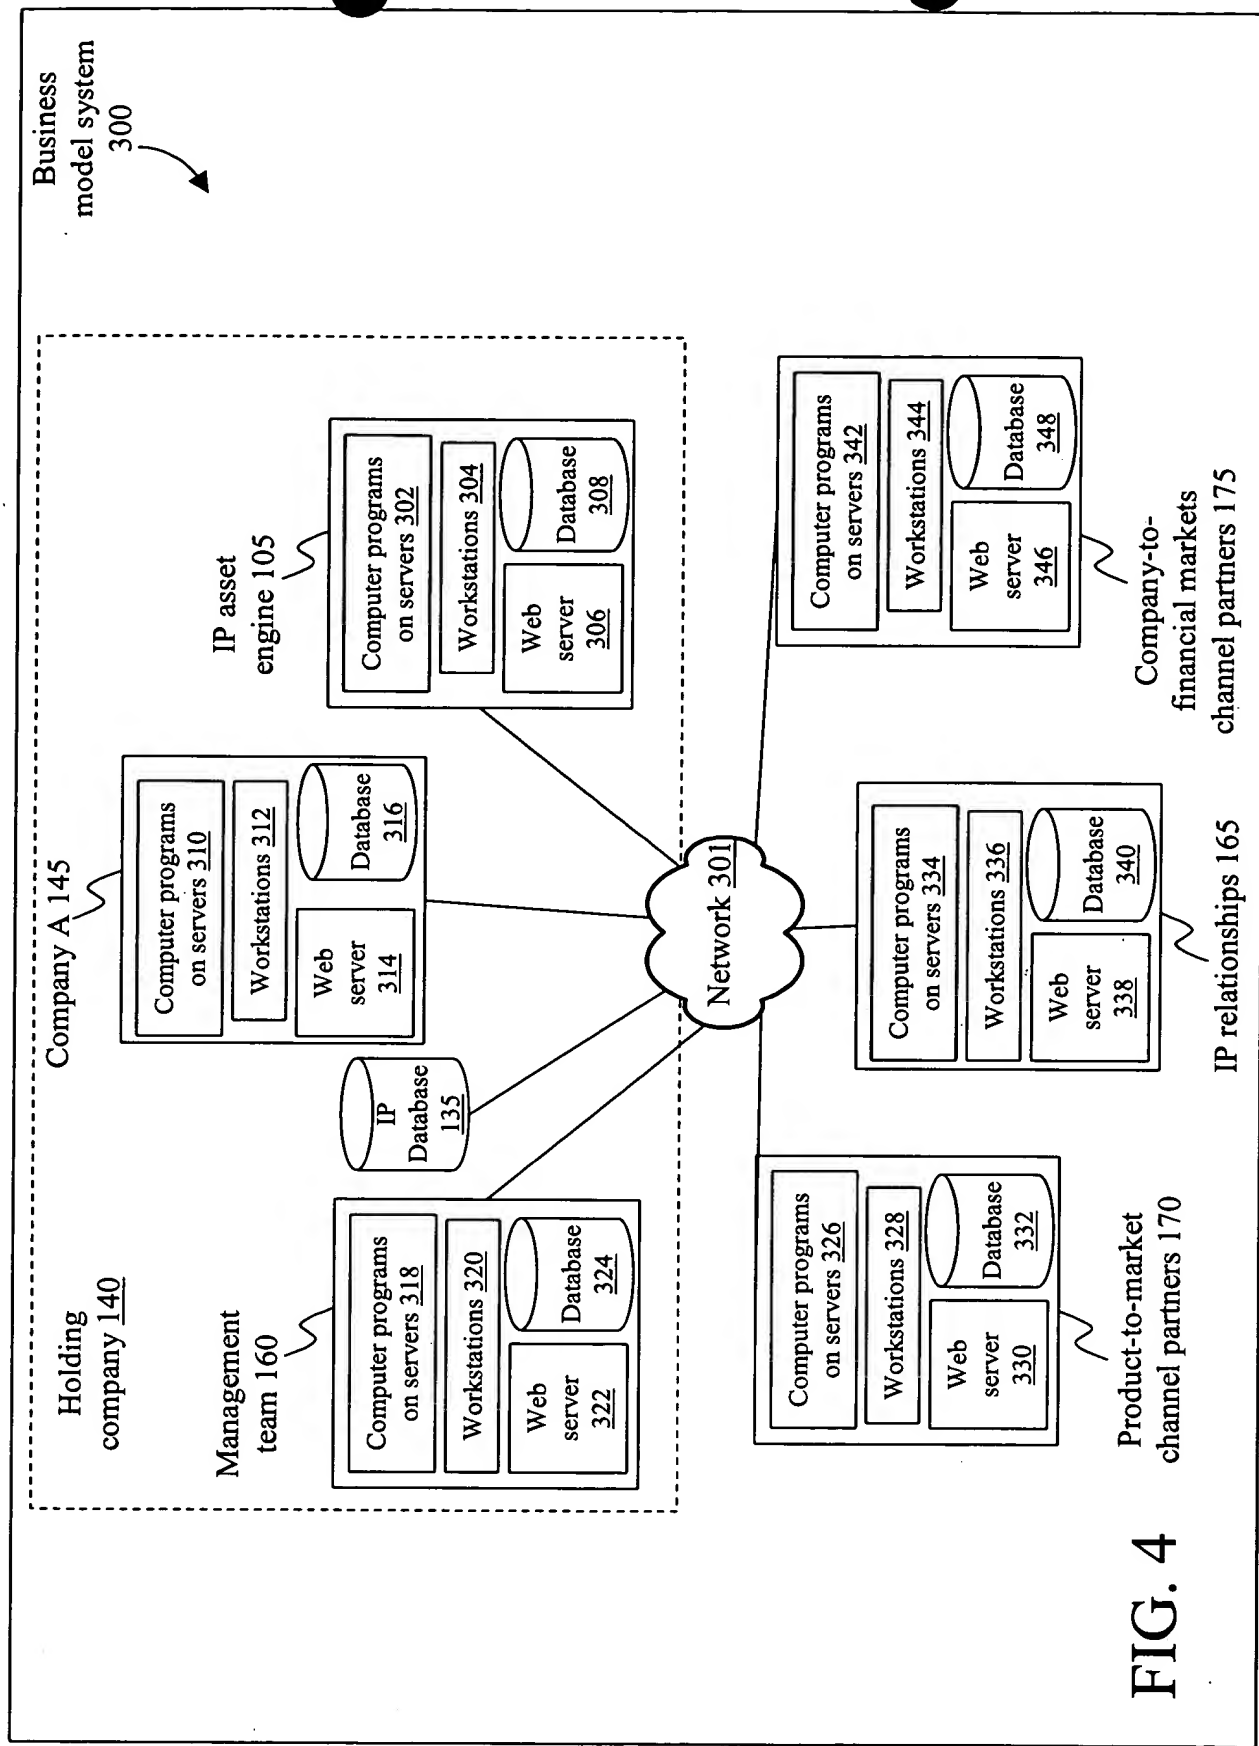 Business
model system
300
Holding
company 140
Management
team 160
Computer programs
on servers 318
Workstations 320
Web
server
322
Database
324
IP
Database
135
Company A 145
Computer programs
on servers 310
Workstations 312
Web
server
314
Database
316
IP asset
engine 105
Computer programs
on servers 302
Workstations 304
Web
server
306
Database
308
Network 301
Computer programs
on servers 326
Workstations 328
Web
server
330
Database
332
Product-to-market
channel partners 170
Computer programs
on servers 334
Workstations 336
Web
server
338
Database
340
IP relationships 165
Computer programs
on servers 342
Workstations 344
Web
server
346
Database
348
Company-to-
financial markets
channel partners 175
FIG. 4